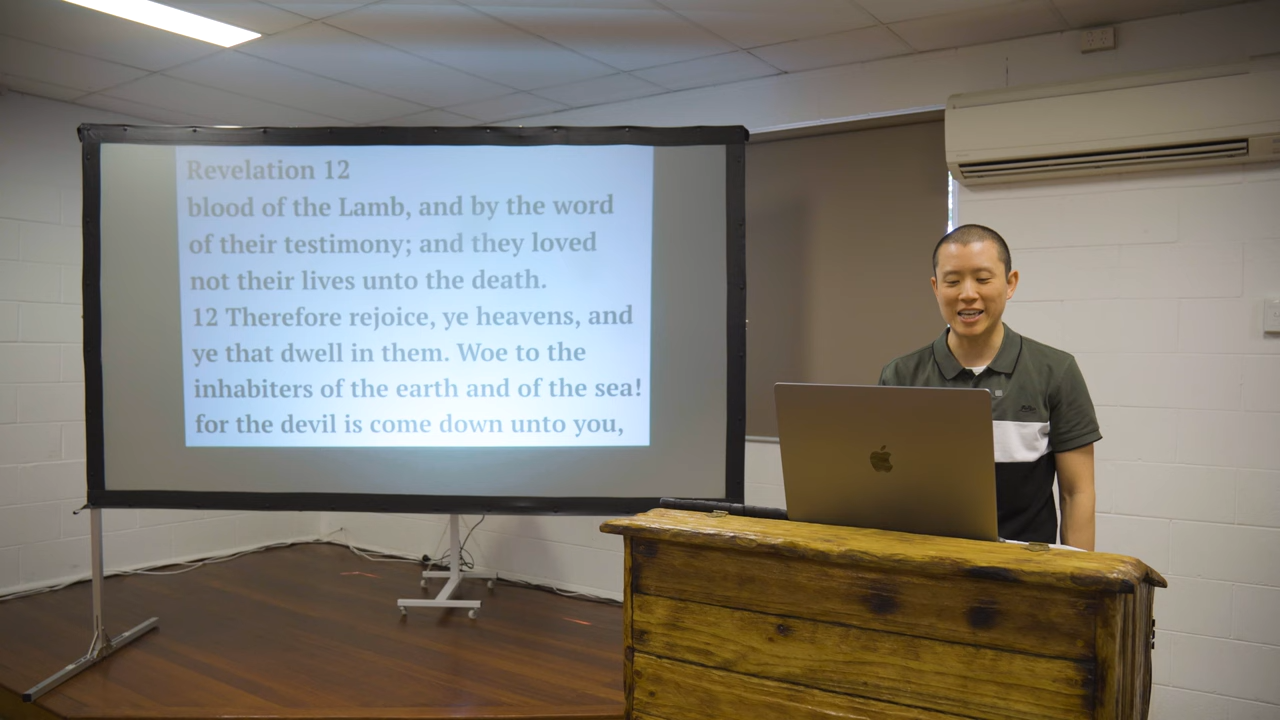 Revelation 12
blood of the Lamb, and by the word
of their testimony; and they loved
not their lives unto the death.
12 Therefore rejoice, ye heavens, and
ye that dwell in them. Woe to the
inhabiters of the earth and of the sea!
for the devil is come down unto you,